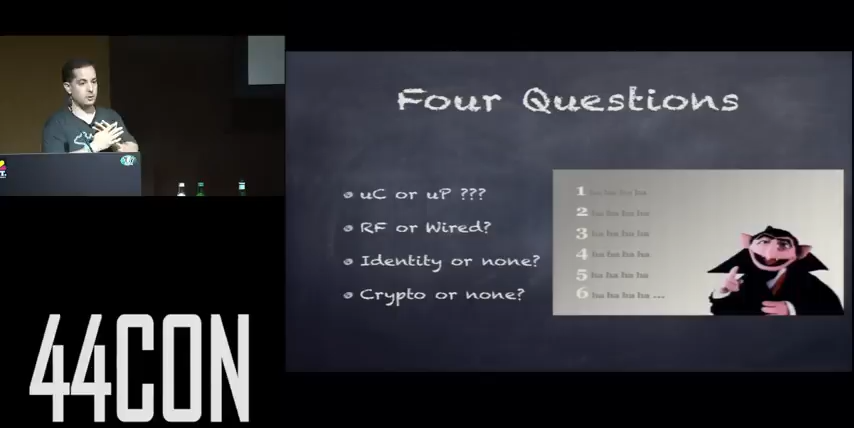 Four Questions
uC or uP ???
RF or Wired?
Identity or none?
Crypto or none?
1
2
3
4
5
6
44CON